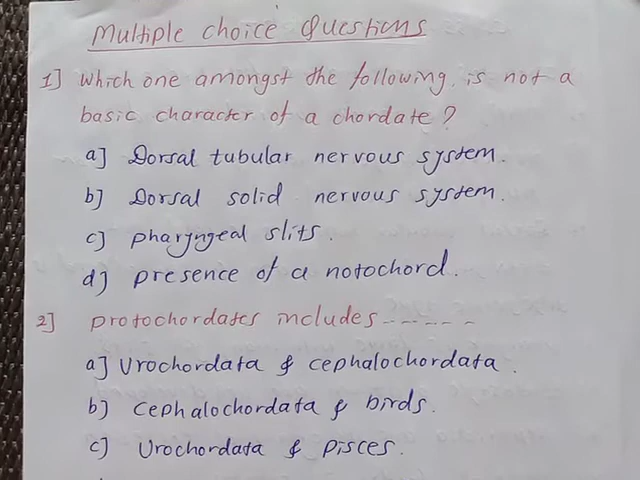 Multiple choice Questions
1] Which one amongst the following is not a
basic character of a chordate?
a] Dorsal tubular nervous system.
b] Dorsal solid nervous system.
c] pharyngeal slits.
d] presence of a notochord.
2] protochordates includes------
a] Urochordata & cephalochordata.
b] Cephalochordata & birds.
c] Urochordata & pisces.